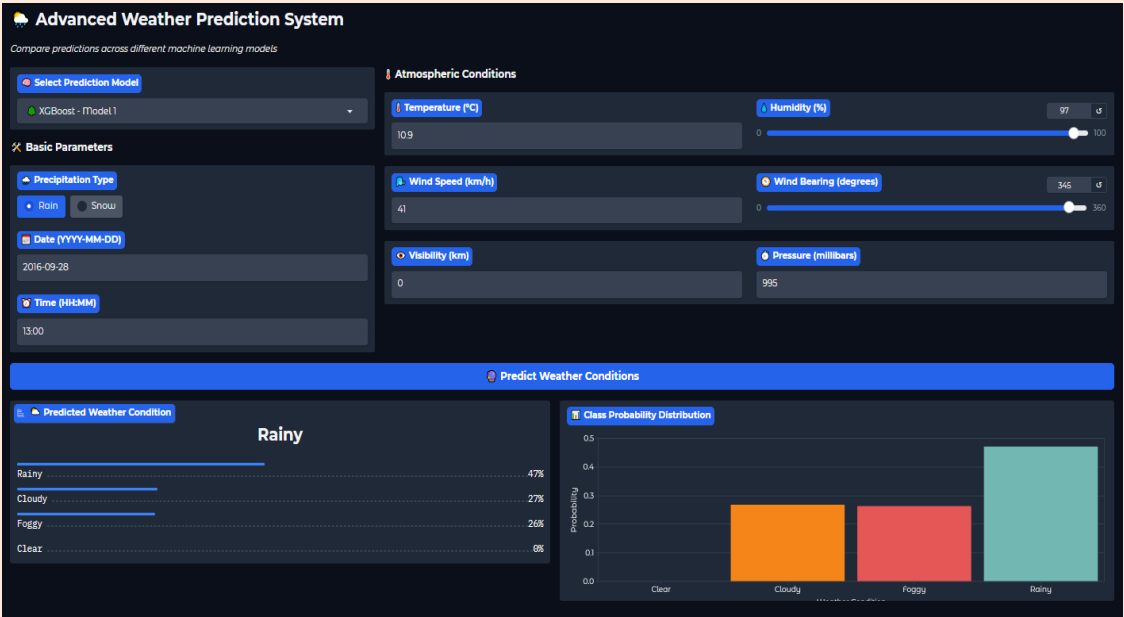 Advanced Weather Prediction System
Compare predictions across different machine learning models
Select Prediction Model
XGBoost - Model 1
Basic Parameters
Precipitation Type
Rain Snow
Date (YYYY-MM-DD)
2016-09-28
Time (HH:MM)
13:00
Atmospheric Conditions
Temperature (°C)
10.9
Humidity (%)
97 ↺
0 100
Wind Speed (km/h)
41
Wind Bearing (degrees)
345 ↺
0 360
Visibility (km)
0
Pressure (millibars)
995
Predict Weather Conditions
Predicted Weather Condition
Rainy
Rainy 47%
Cloudy 27%
Foggy 26%
Clear 0%
Class Probability Distribution
Probability
0.5
0.4
0.3
0.2
0.1
0.0
Clear Cloudy Foggy Rainy
Weather Condition